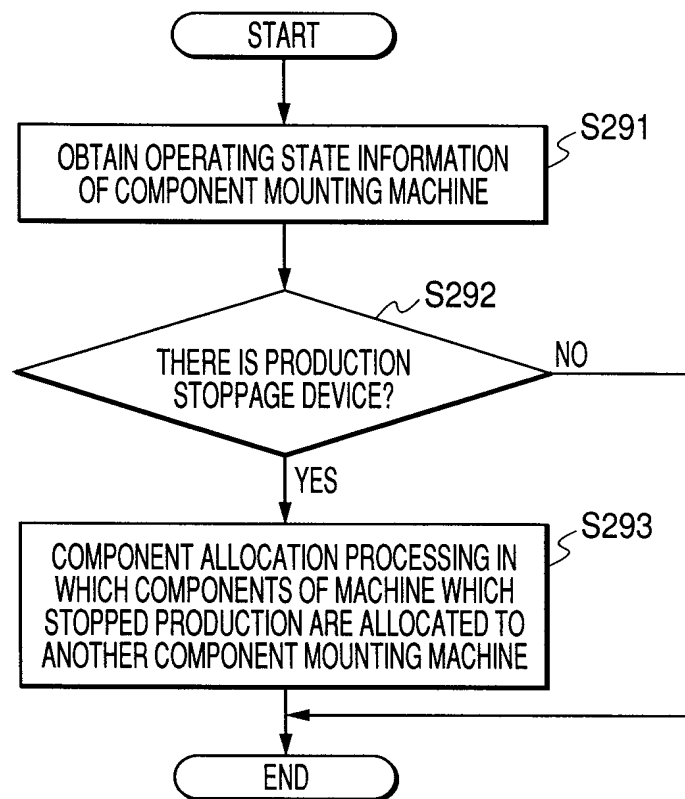 START
S291
OBTAIN OPERATING STATE INFORMATION
OF COMPONENT MOUNTING MACHINE
S292
THERE IS PRODUCTION
STOPPAGE DEVICE?
NO
YES
S293
COMPONENT ALLOCATION PROCESSING IN
WHICH COMPONENTS OF MACHINE WHICH
STOPPED PRODUCTION ARE ALLOCATED TO
ANOTHER COMPONENT MOUNTING MACHINE
END